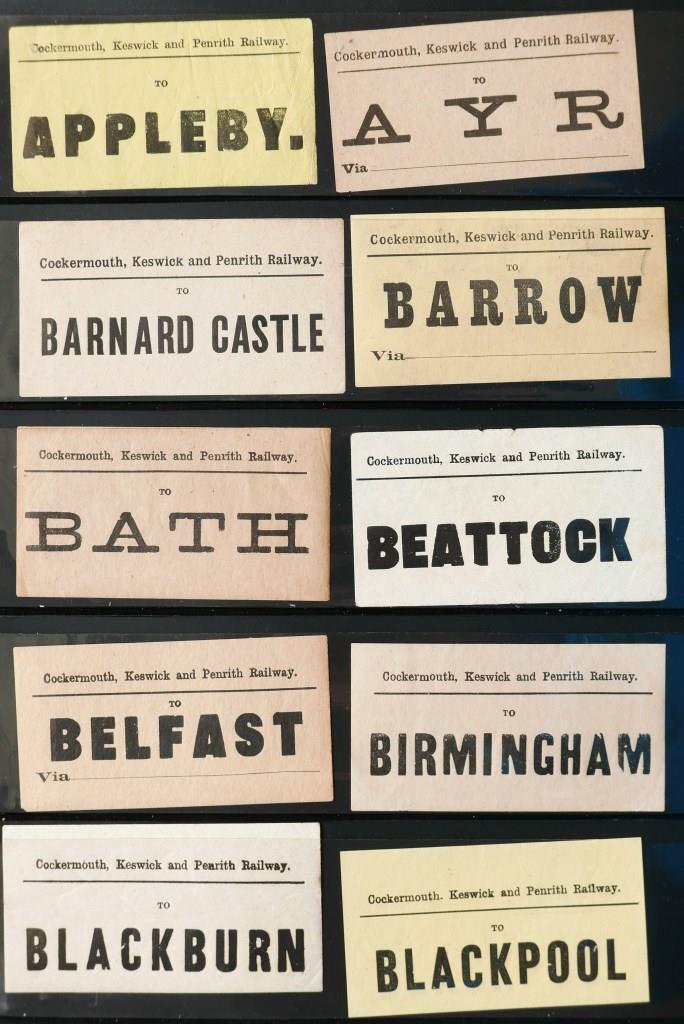 Cockermouth, Keswick and Penrith Railway.
TO
APPLEBY.
Cockermouth, Keswick and Penrith Railway.
TO
AYR
Via
Cockermouth, Keswick and Penrith Railway.
TO
BARNARD CASTLE
Cockermouth, Keswick and Penrith Railway.
TO
BARROW
Via
Cockermouth, Keswick and Penrith Railway.
TO
BATH
Cockermouth, Keswick and Penrith Railway.
TO
BEATTOCK
Cockermouth, Keswick and Penrith Railway.
TO
BELFAST
Via
Cockermouth, Keswick and Penrith Railway.
TO
BIRMINGHAM
Cockermouth, Keswick and Penrith Railway.
TO
BLACKBURN
Cockermouth. Keswick and Penrith Railway.
TO
BLACKPOOL